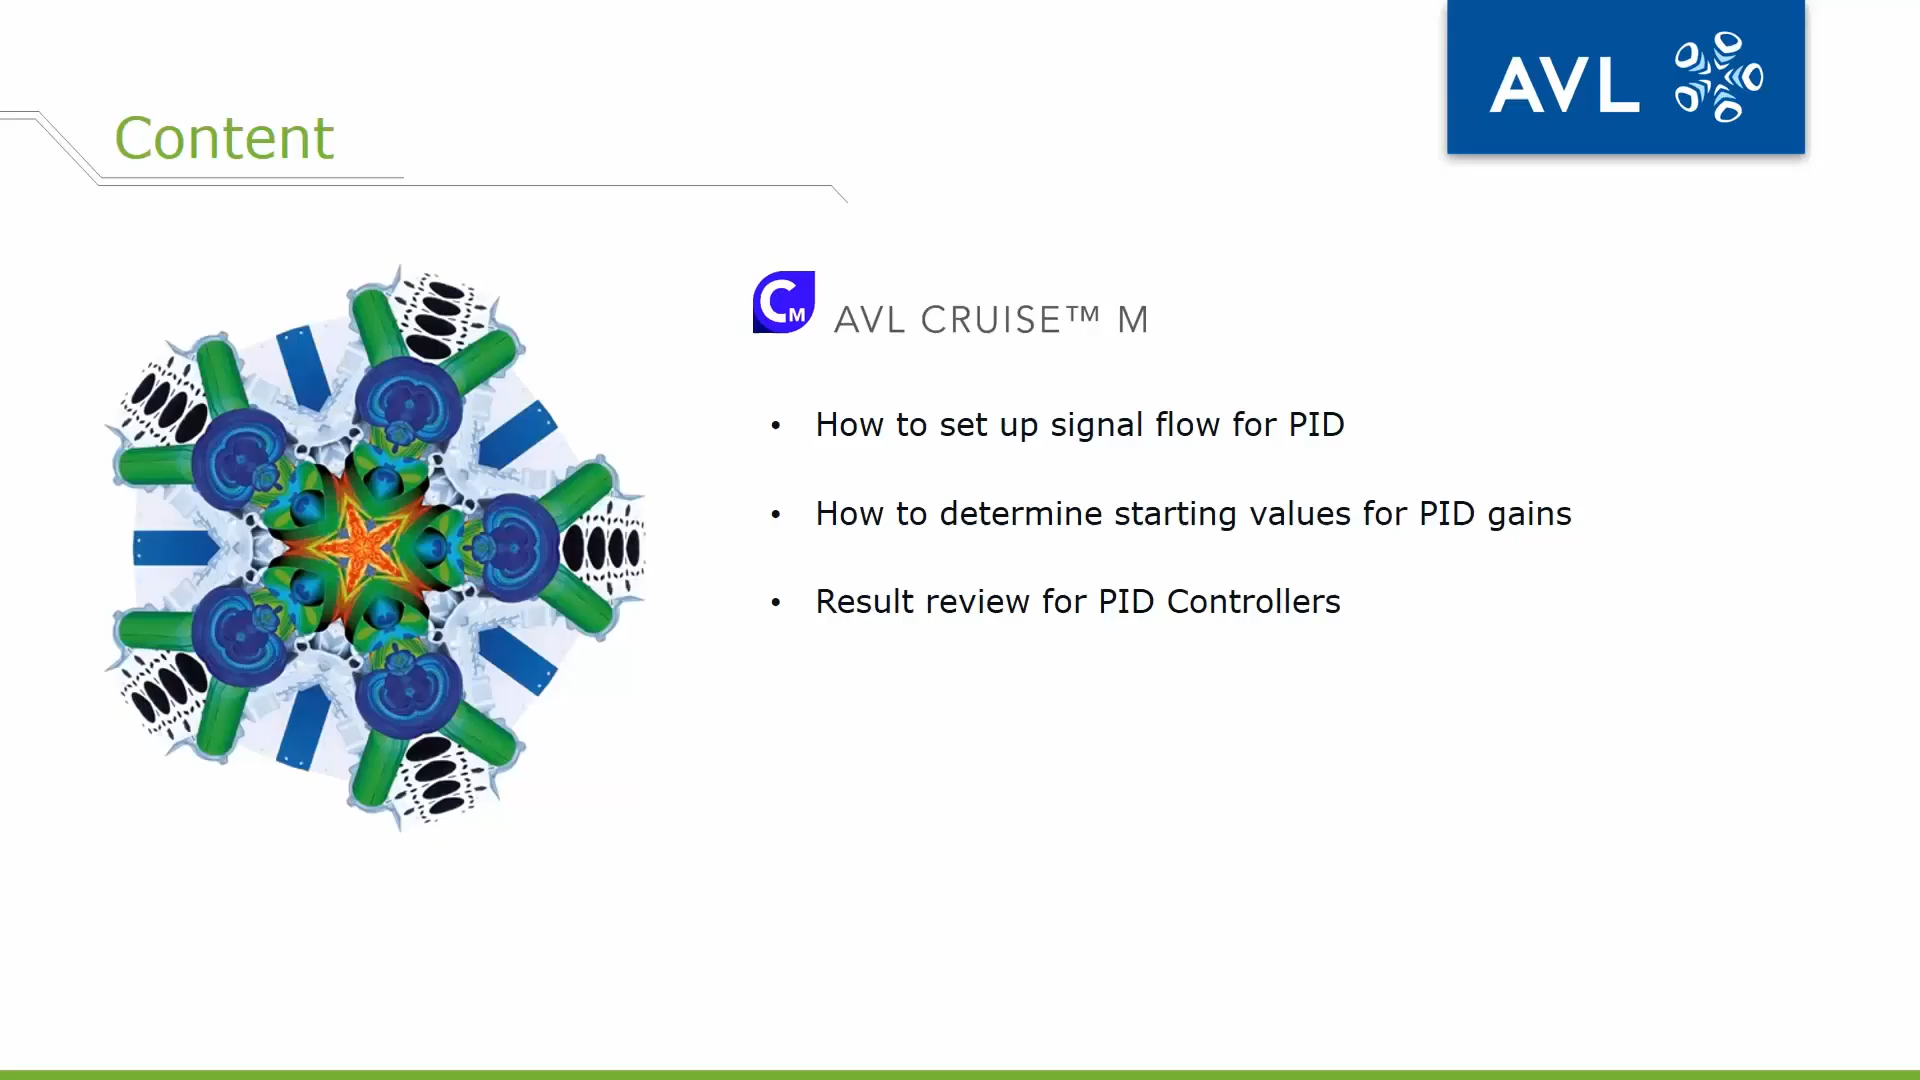 AVL
Content
CM AVL CRUISE™ M
• How to set up signal flow for PID
• How to determine starting values for PID gains
• Result review for PID Controllers